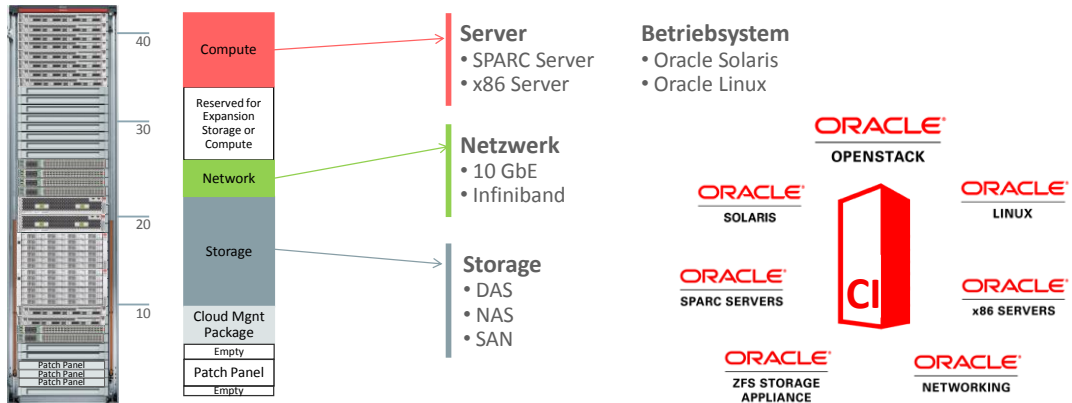 40
30
20
10
Patch Panel
Patch Panel
Patch Panel
Compute
Reserved for
Expansion
Storage or
Compute
Network
Storage
Cloud Mgnt
Package
Empty
Patch Panel
Empty
Server
• SPARC Server
• x86 Server
Netzwerk
• 10 GbE
• Infiniband
Storage
• DAS
• NAS
• SAN
Betriebsystem
• Oracle Solaris
• Oracle Linux
ORACLE®
OPENSTACK
ORACLE®
SOLARIS
ORACLE®
LINUX
CI
ORACLE®
SPARC SERVERS
ORACLE®
x86 SERVERS
ORACLE®
ZFS STORAGE
APPLIANCE
ORACLE®
NETWORKING